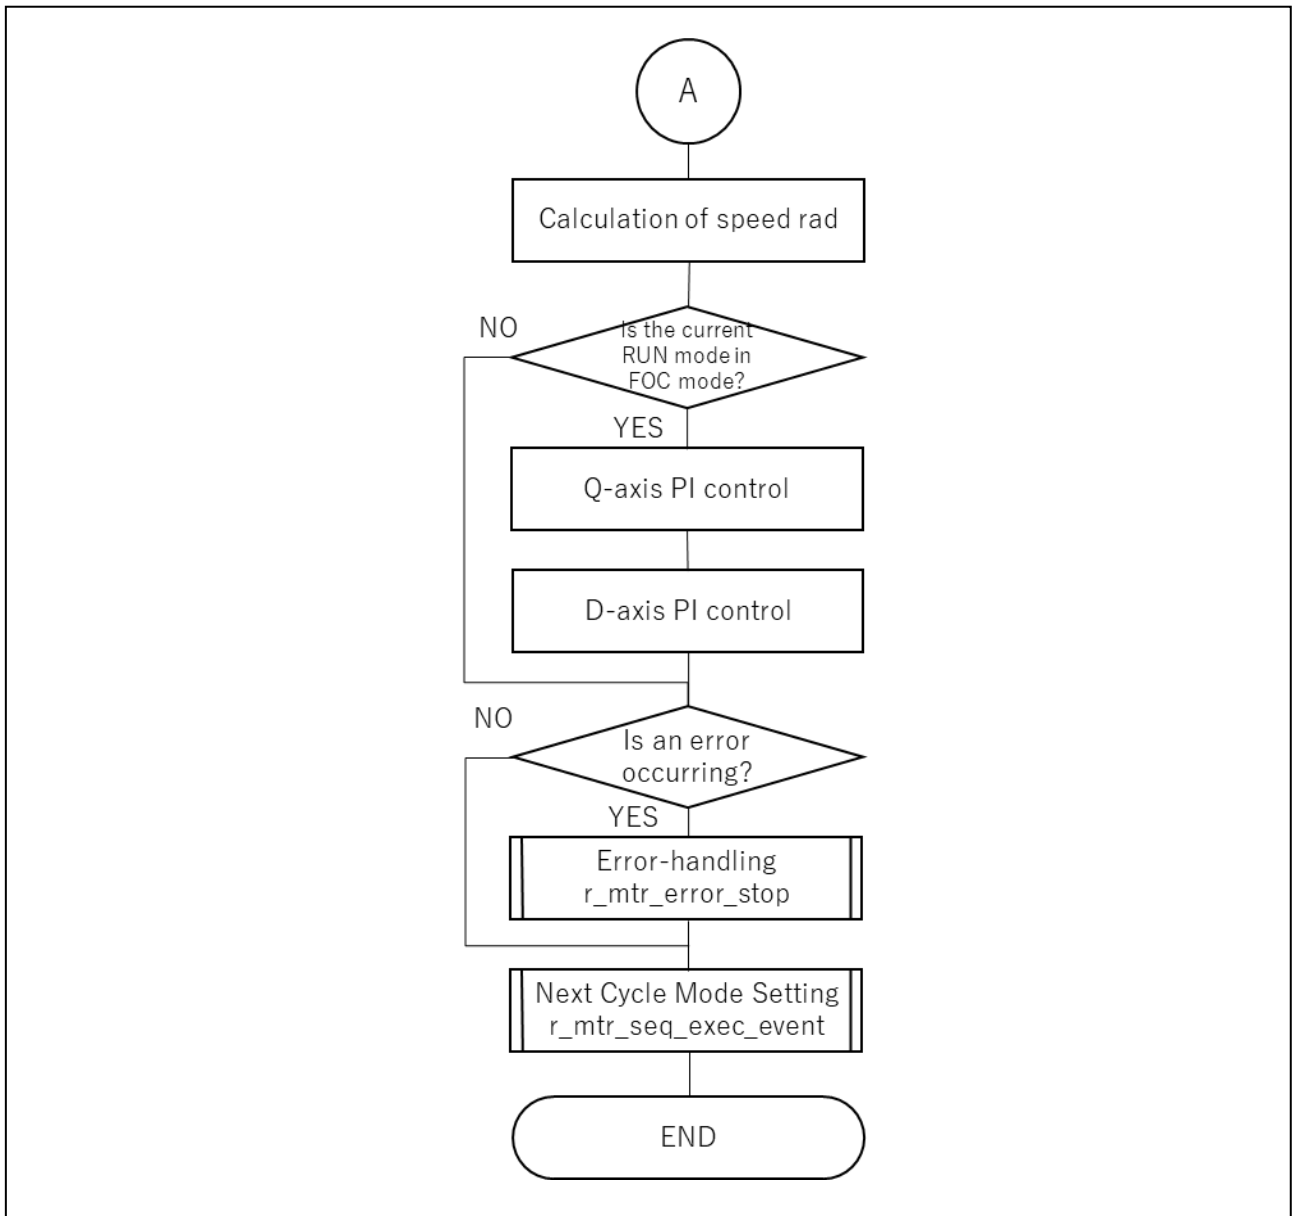 A
Calculation of speed rad
NO
Is the current
RUN mode in
FOC mode?
YES
Q-axis PI control
D-axis PI control
NO
Is an error
occurring?
YES
Error-handling
r_mtr_error_stop
Next Cycle Mode Setting
r_mtr_seq_exec_event
END